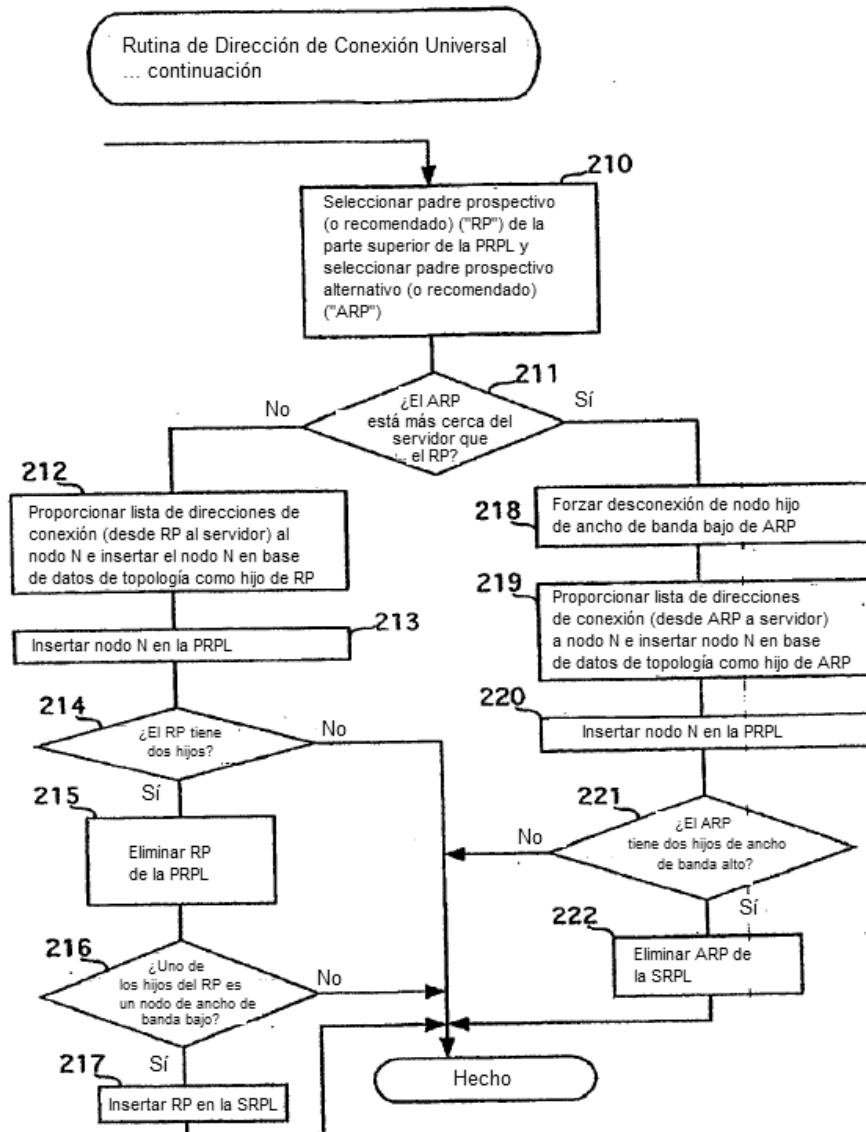 Rutina de Dirección de Conexión Universal
... continuación
210
Seleccionar padre prospectivo
(o recomendado) ("RP") de la
parte superior de la PRPL y
seleccionar padre prospectivo
alternativo (o recomendado)
("ARP")
211
¿El ARP
está más cerca del
servidor que
... el RP?
No
Sí
212
Proporcionar lista de direcciones de
conexión (desde RP al servidor) al
nodo N e insertar el nodo N en base
de datos de topología como hijo de RP
213
Insertar nodo N en la PRPL
214
¿El RP tiene
dos hijos?
No
Sí
215
Eliminar RP
de la PRPL
216
¿Uno de
los hijos del RP es
un nodo de ancho de
banda bajo?
No
Sí
217
Insertar RP en la SRPL
218
Forzar desconexión de nodo hijo
de ancho de banda bajo de ARP
219
Proporcionar lista de direcciones
de conexión (desde ARP a servidor)
a nodo N e insertar nodo N en base
de datos de topología como hijo de ARP
220
Insertar nodo N en la PRPL
221
¿El ARP
tiene dos hijos de ancho
de banda alto?
No
Sí
222
Eliminar ARP de
la SRPL
Hecho